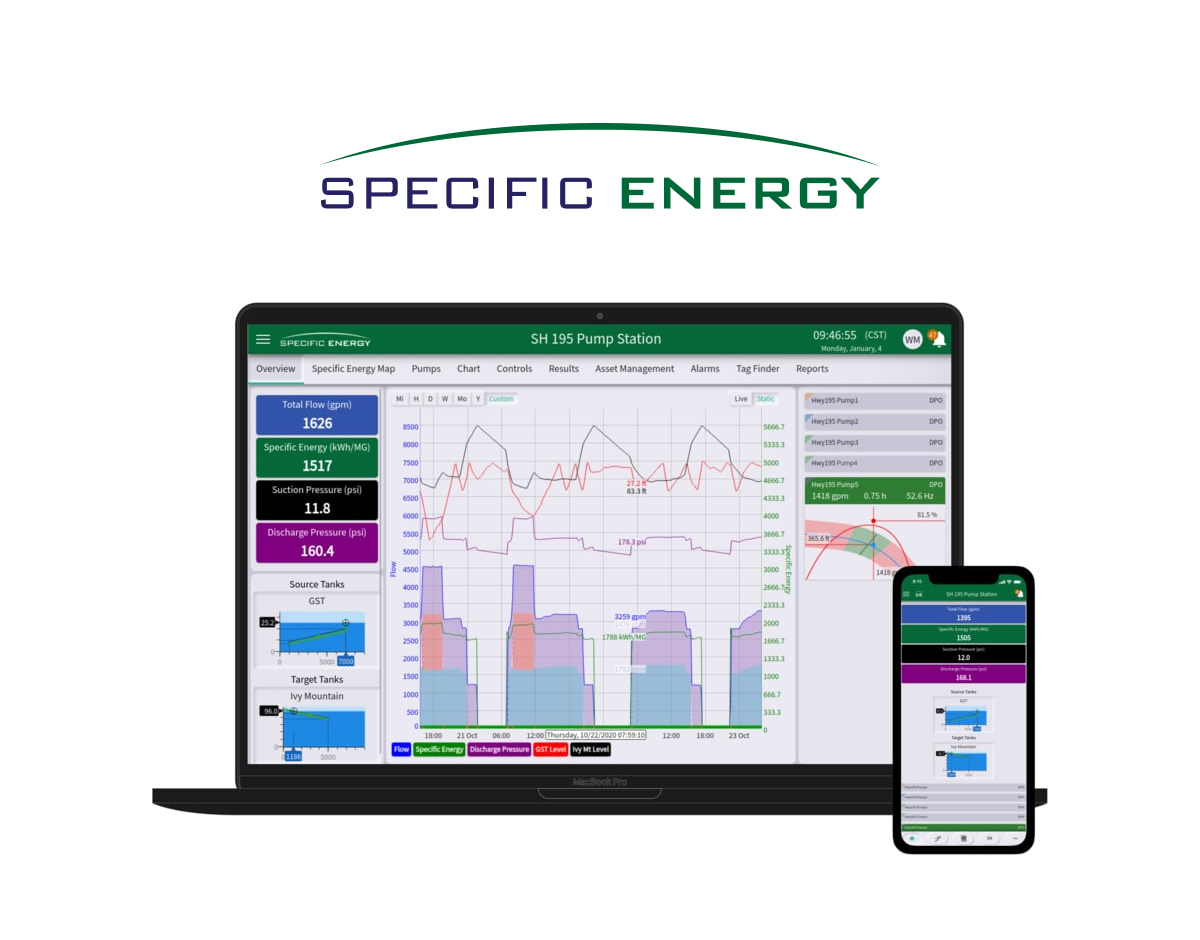 SPECIFIC ENERGY
SPECIFIC ENERGY
SH 195 Pump Station
09:46:55 (CST)
Monday, January, 4
WM
47
Overview
Specific Energy Map
Pumps
Chart
Controls
Results
Asset Management
Alarms
Tag Finder
Reports
Total Flow (gpm)
1626
Specific Energy (kWh/MG)
1517
Suction Pressure (psi)
11.8
Discharge Pressure (psi)
160.4
Source Tanks
GST
25.2
0
0 5000 7000
Target Tanks
Ivy Mountain
96.0
0
1186 5000
Mi H D W Mo Y Custom
Live Static
8500
8000
7500
7000
6500
6000
5500
5000
4500
4000
3500
3000
2500
2000
1500
1000
500
0
Flow
27.2 ft
83.3 ft
178.3 psi
3259 gpm
1788 kWh/MG
5666.7
5333.3
5000
4666.7
4333.3
4000
3666.7
3333.3
3000
2666.7
2333.3
2000
1666.7
1333.3
1000
666.7
333.3
0
Specific Energy
18:00 21 Oct 06:00 12:00 Thursday, 10/22/2020 07:59:10 12:00 18:00 23 Oct
Flow Specific Energy Discharge Pressure GST Level Ivy Mt Level
Hwy195 Pump1 DPO
Hwy195 Pump2 DPO
Hwy195 Pump3 DPO
Hwy195 Pump4 DPO
Hwy195 Pump5 DPO
1418 gpm 0.75 h 52.6 Hz
81.5 %
365.6 ft
1418
MacBook Pro
SH 195 Pump Station
Total Flow (gpm)
1395
Specific Energy (kWh/MG)
1505
Suction Pressure (psi)
12.0
Discharge Pressure (psi)
168.1
Source Tanks
GST
Target Tanks
Ivy Mountain